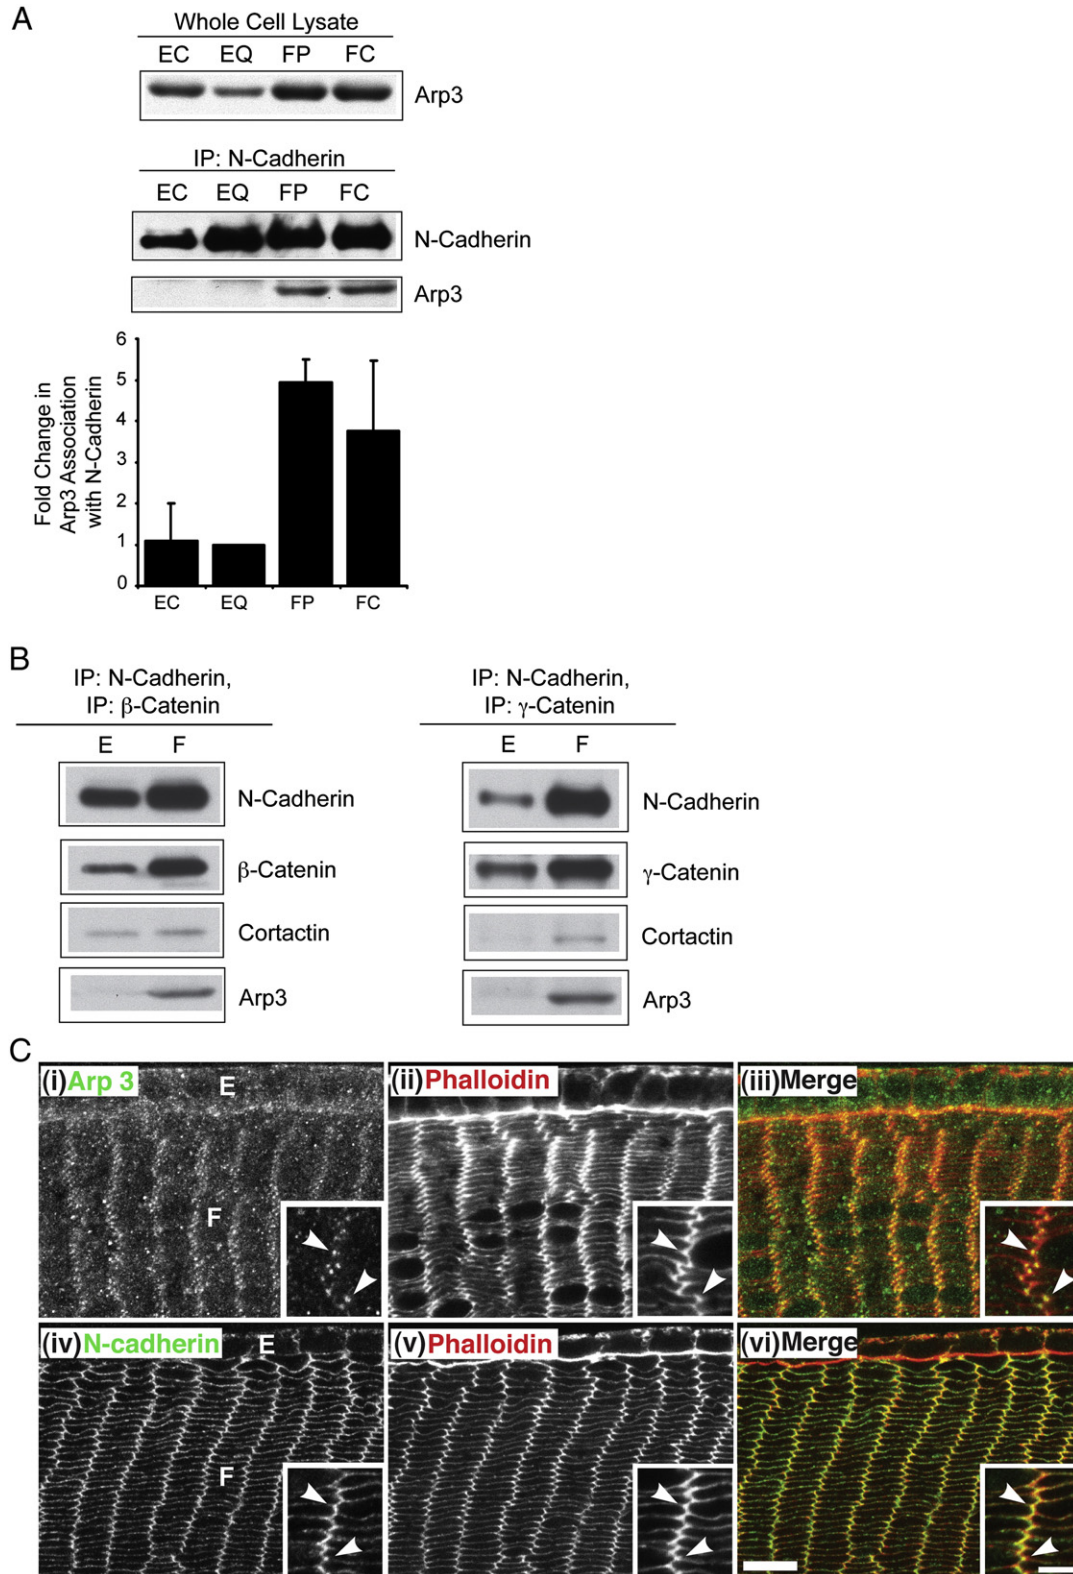 A
Whole Cell Lysate
EC EQ FP FC
Arp3
IP: N-Cadherin
EC EQ FP FC
N-Cadherin
Arp3
Fold Change in
Arp3 Association
with N-Cadherin
6
5
4
3
2
1
0
EC EQ FP FC
B
IP: N-Cadherin,
IP: β-Catenin
E F
N-Cadherin
β-Catenin
Cortactin
Arp3
IP: N-Cadherin,
IP: γ-Catenin
E F
N-Cadherin
γ-Catenin
Cortactin
Arp3
C
(i) Arp 3
E
F
(ii) Phalloidin
(iii) Merge
(iv) N-cadherin
E
F
(v) Phalloidin
(vi) Merge